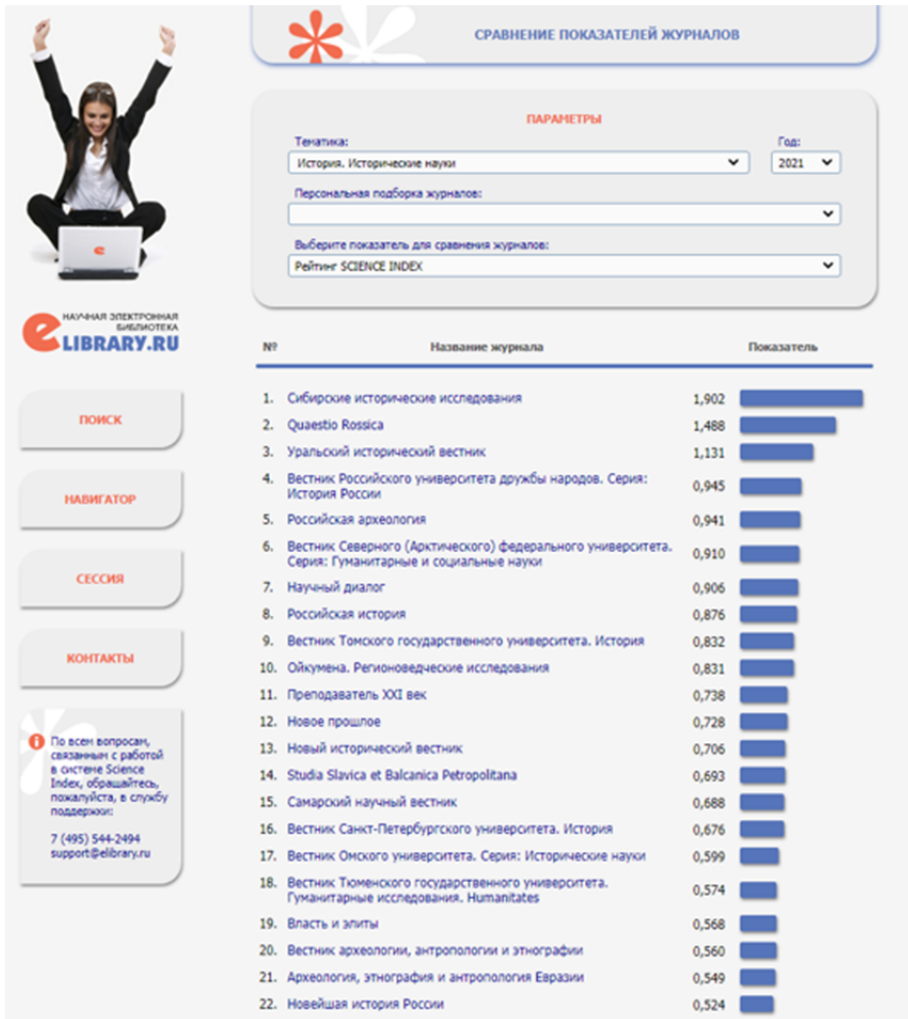 СРАВНЕНИЕ ПОКАЗАТЕЛЕЙ ЖУРНАЛОВ
ПАРАМЕТРЫ
Тематика:
Год:
История. Исторические науки
2021
Персональная подборка журналов:
Выберите показатель для сравнения журналов:
Рейтинг SCIENCE INDEX
e
НАУЧНАЯ ЭЛЕКТРОННАЯ
БИБЛИОТЕКА
eLIBRARY.RU
ПОИСК
НАВИГАТОР
СЕССИЯ
КОНТАКТЫ
По всем вопросам,
связанным с работой
в системе Science
Index, обращайтесь,
пожалуйста, в службу
поддержки:
7 (495) 544-2494
support@elibrary.ru
№ Название журнала Показатель
1. Сибирские исторические исследования 1,902
2. Quaestio Rossica 1,488
3. Уральский исторический вестник 1,131
4. Вестник Российского университета дружбы народов. Серия:
История России 0,945
5. Российская археология 0,941
6. Вестник Северного (Арктического) федерального университета.
Серия: Гуманитарные и социальные науки 0,910
7. Научный диалог 0,906
8. Российская история 0,876
9. Вестник Томского государственного университета. История 0,832
10. Ойкумена. Регионоведческие исследования 0,831
11. Преподаватель XXI век 0,738
12. Новое прошлое 0,728
13. Новый исторический вестник 0,706
14. Studia Slavica et Balcanica Petropolitana 0,693
15. Самарский научный вестник 0,688
16. Вестник Санкт-Петербургского университета. История 0,676
17. Вестник Омского университета. Серия: Исторические науки 0,599
18. Вестник Тюменского государственного университета.
Гуманитарные исследования. Humanitates 0,574
19. Власть и элиты 0,568
20. Вестник археологии, антропологии и этнографии 0,560
21. Археология, этнография и антропология Евразии 0,549
22. Новейшая история России 0,524